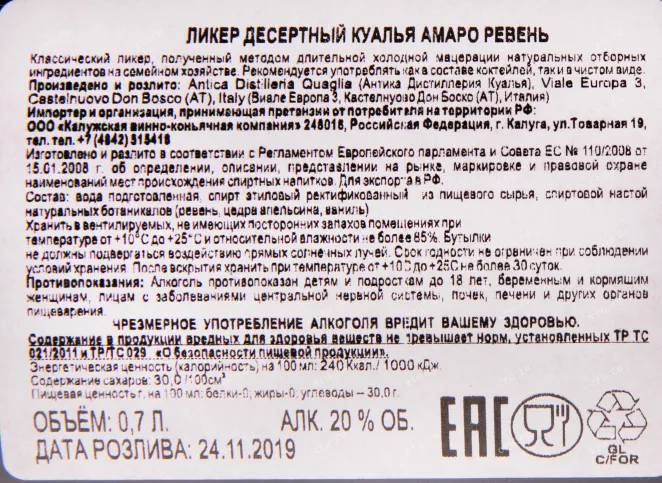 ЛИКЕР ДЕСЕРТНЫЙ КУАЛЬЯ АМАРО РЕВЕНЬ
Классический ликер, полученный методом длительной холодной мацерации натуральных отборных
ингредиентов на семейном хозяйстве. Рекомендуется употреблять как в составе коктейлей, так и в чистом виде.
Произведено и розлито: Antica Distilleria Quaglia (Антика Дистиллерия Куалья), Viale Europa 3,
Castelnuovo Don Bosco (AT), Italy (Виале Европа 3, Кастелнуово Дон Боско (АТ), Италия)
Импортер и организация, принимающая претензии от потребителя на территории РФ:
ООО «Калужская винно-коньячная компания» 248016, Российская Федерация, г. Калуга, ул.Товарная 19,
тел. тел. +7 (4842) 515416
Изготовлено и разлито в соответствии с Регламентом Европейского парламента и Совета ЕС № 110/2008 от
15.01.2008 г. об определении, описании, представлении на рынке, маркировке и правовой охране
наименований мест происхождения спиртных напитков. Для экспорта в РФ.
Состав: вода подготовленная, спирт этиловый ректификованный из пищевого сырья, спиртовой настой
натуральных ботаникалов (ревень, цедра апельсина, ваниль)
Хранить в вентилируемых, не имеющих посторонних запахов помещениях при
температуре от +10°C до +25°C и относительной влажности не более 85%. Бутылки
не должны подвергаться воздействию прямых солнечных лучей. Срок годности не ограничен при соблюдении
условий хранения. После вскрытия хранить при температуре от +10С до +25С не более 30 суток.
Противопоказания: Алкоголь противопоказан детям и подросткам до 18 лет, беременным и кормящим
женщинам, лицам с заболеваниями центральной нервной системы, почек, печени и других органов
пищеварения.
ЧРЕЗМЕРНОЕ УПОТРЕБЛЕНИЕ АЛКОГОЛЯ ВРЕДИТ ВАШЕМУ ЗДОРОВЬЮ.
Содержание в продукции вредных для здоровья веществ не превышает норм, установленных ТР ТС
021/2011 и ТР/ТС 029 «О безопасности пищевой продукции».
Энергетическая ценность (калорийность) на 100 мл: 240 Ккал./ 1000 кДж.
Содержание сахаров: 30,0 /100см³
Пищевая ценность г, на 100 мл: белки-0; жиры-0; углеводы – 30,0 г.
ОБЪЁМ: 0,7 Л. АЛК. 20 % ОБ.
ДАТА РОЗЛИВА: 24.11.2019
EAC
GL
C/FOR